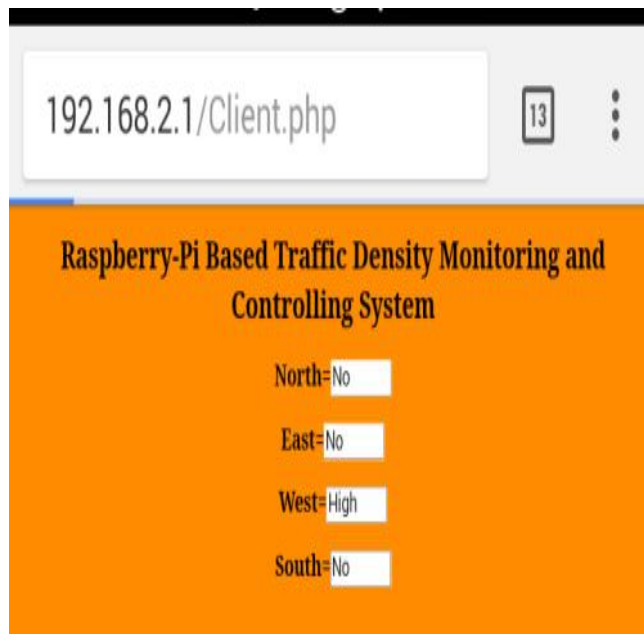 192.168.2.1/Client.php
13
Raspberry-Pi Based Traffic Density Monitoring and
Controlling System
North=No
East=No
West=High
South=No